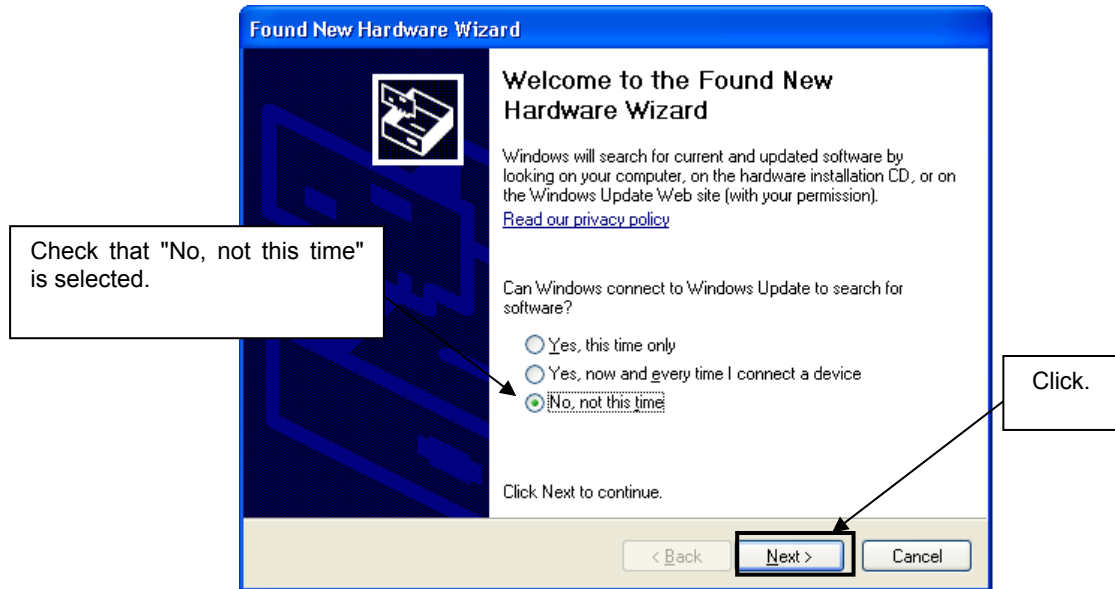 Found New Hardware Wizard
Welcome to the Found New
Hardware Wizard
Windows will search for current and updated software by
looking on your computer, on the hardware installation CD, or on
the Windows Update Web site (with your permission).
Read our privacy policy
Check that "No, not this time"
is selected.
Can Windows connect to Windows Update to search for
software?
Yes, this time only
Yes, now and every time I connect a device
No, not this time
Click.
Click Next to continue.
< Back
Next >
Cancel